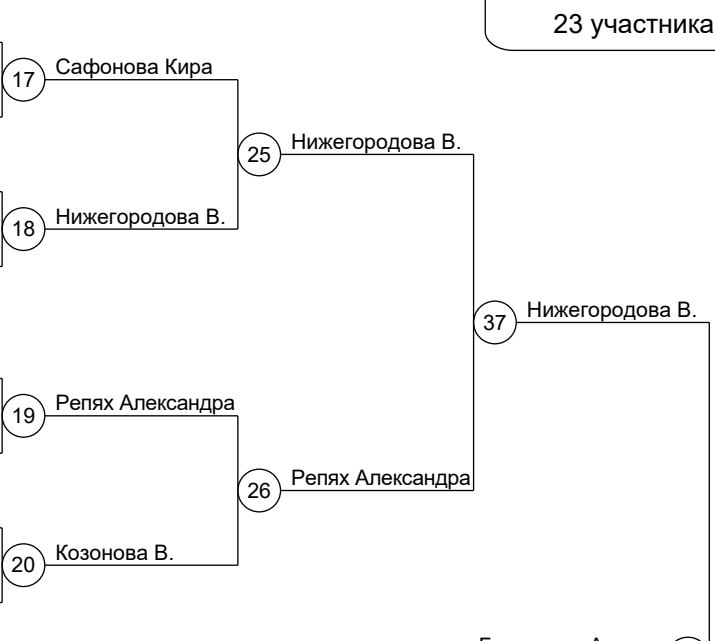 23 участника
17 Сафонова Кира
25 Нижегородова В.
18 Нижегородова В.
37 Нижегородова В.
19 Репях Александра
26 Репях Александра
20 Козонова В.